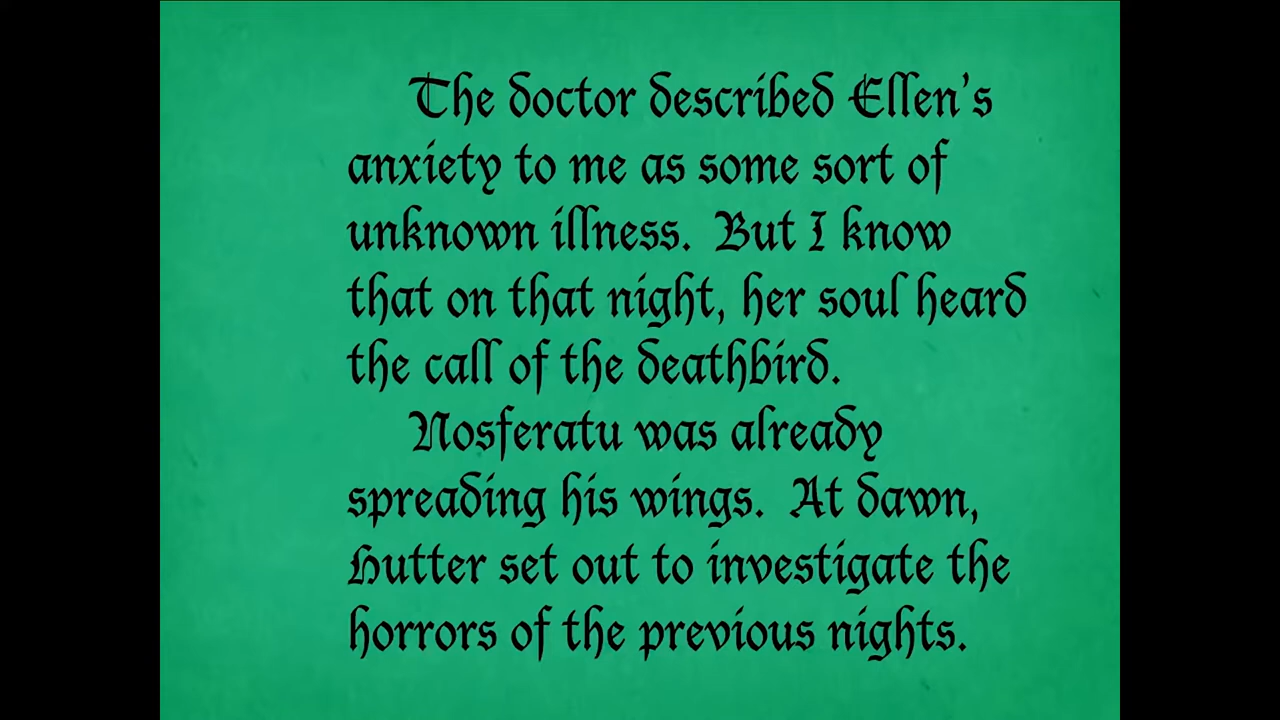 The doctor described Ellen's
anxiety to me as some sort of
unknown illness. But I know
that on that night, her soul heard
the call of the deathbird.
Nosferatu was already
spreading his wings. At dawn,
Hutter set out to investigate the
horrors of the previous nights.